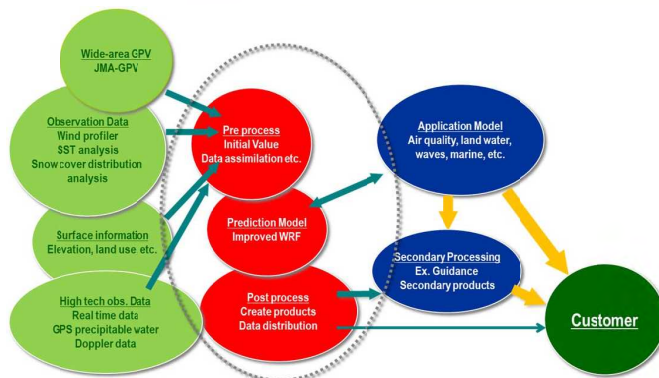 Wide-area GPV
JMA-GPV
Observation Data
Wind profiler
SST analysis
Snowcover distribution
analysis
Surface information
Elevation, land use etc.
High tech obs. Data
Real time data
GPS precipitable water
Doppler data
Pre process
Initial Value
Data assimilation etc.
Prediction Model
Improved WRF
Post process
Create products
Data distribution
Application Model
Air quality, land water,
waves, marine, etc.
Secondary Processing
Ex. Guidance
Secondary products
Customer